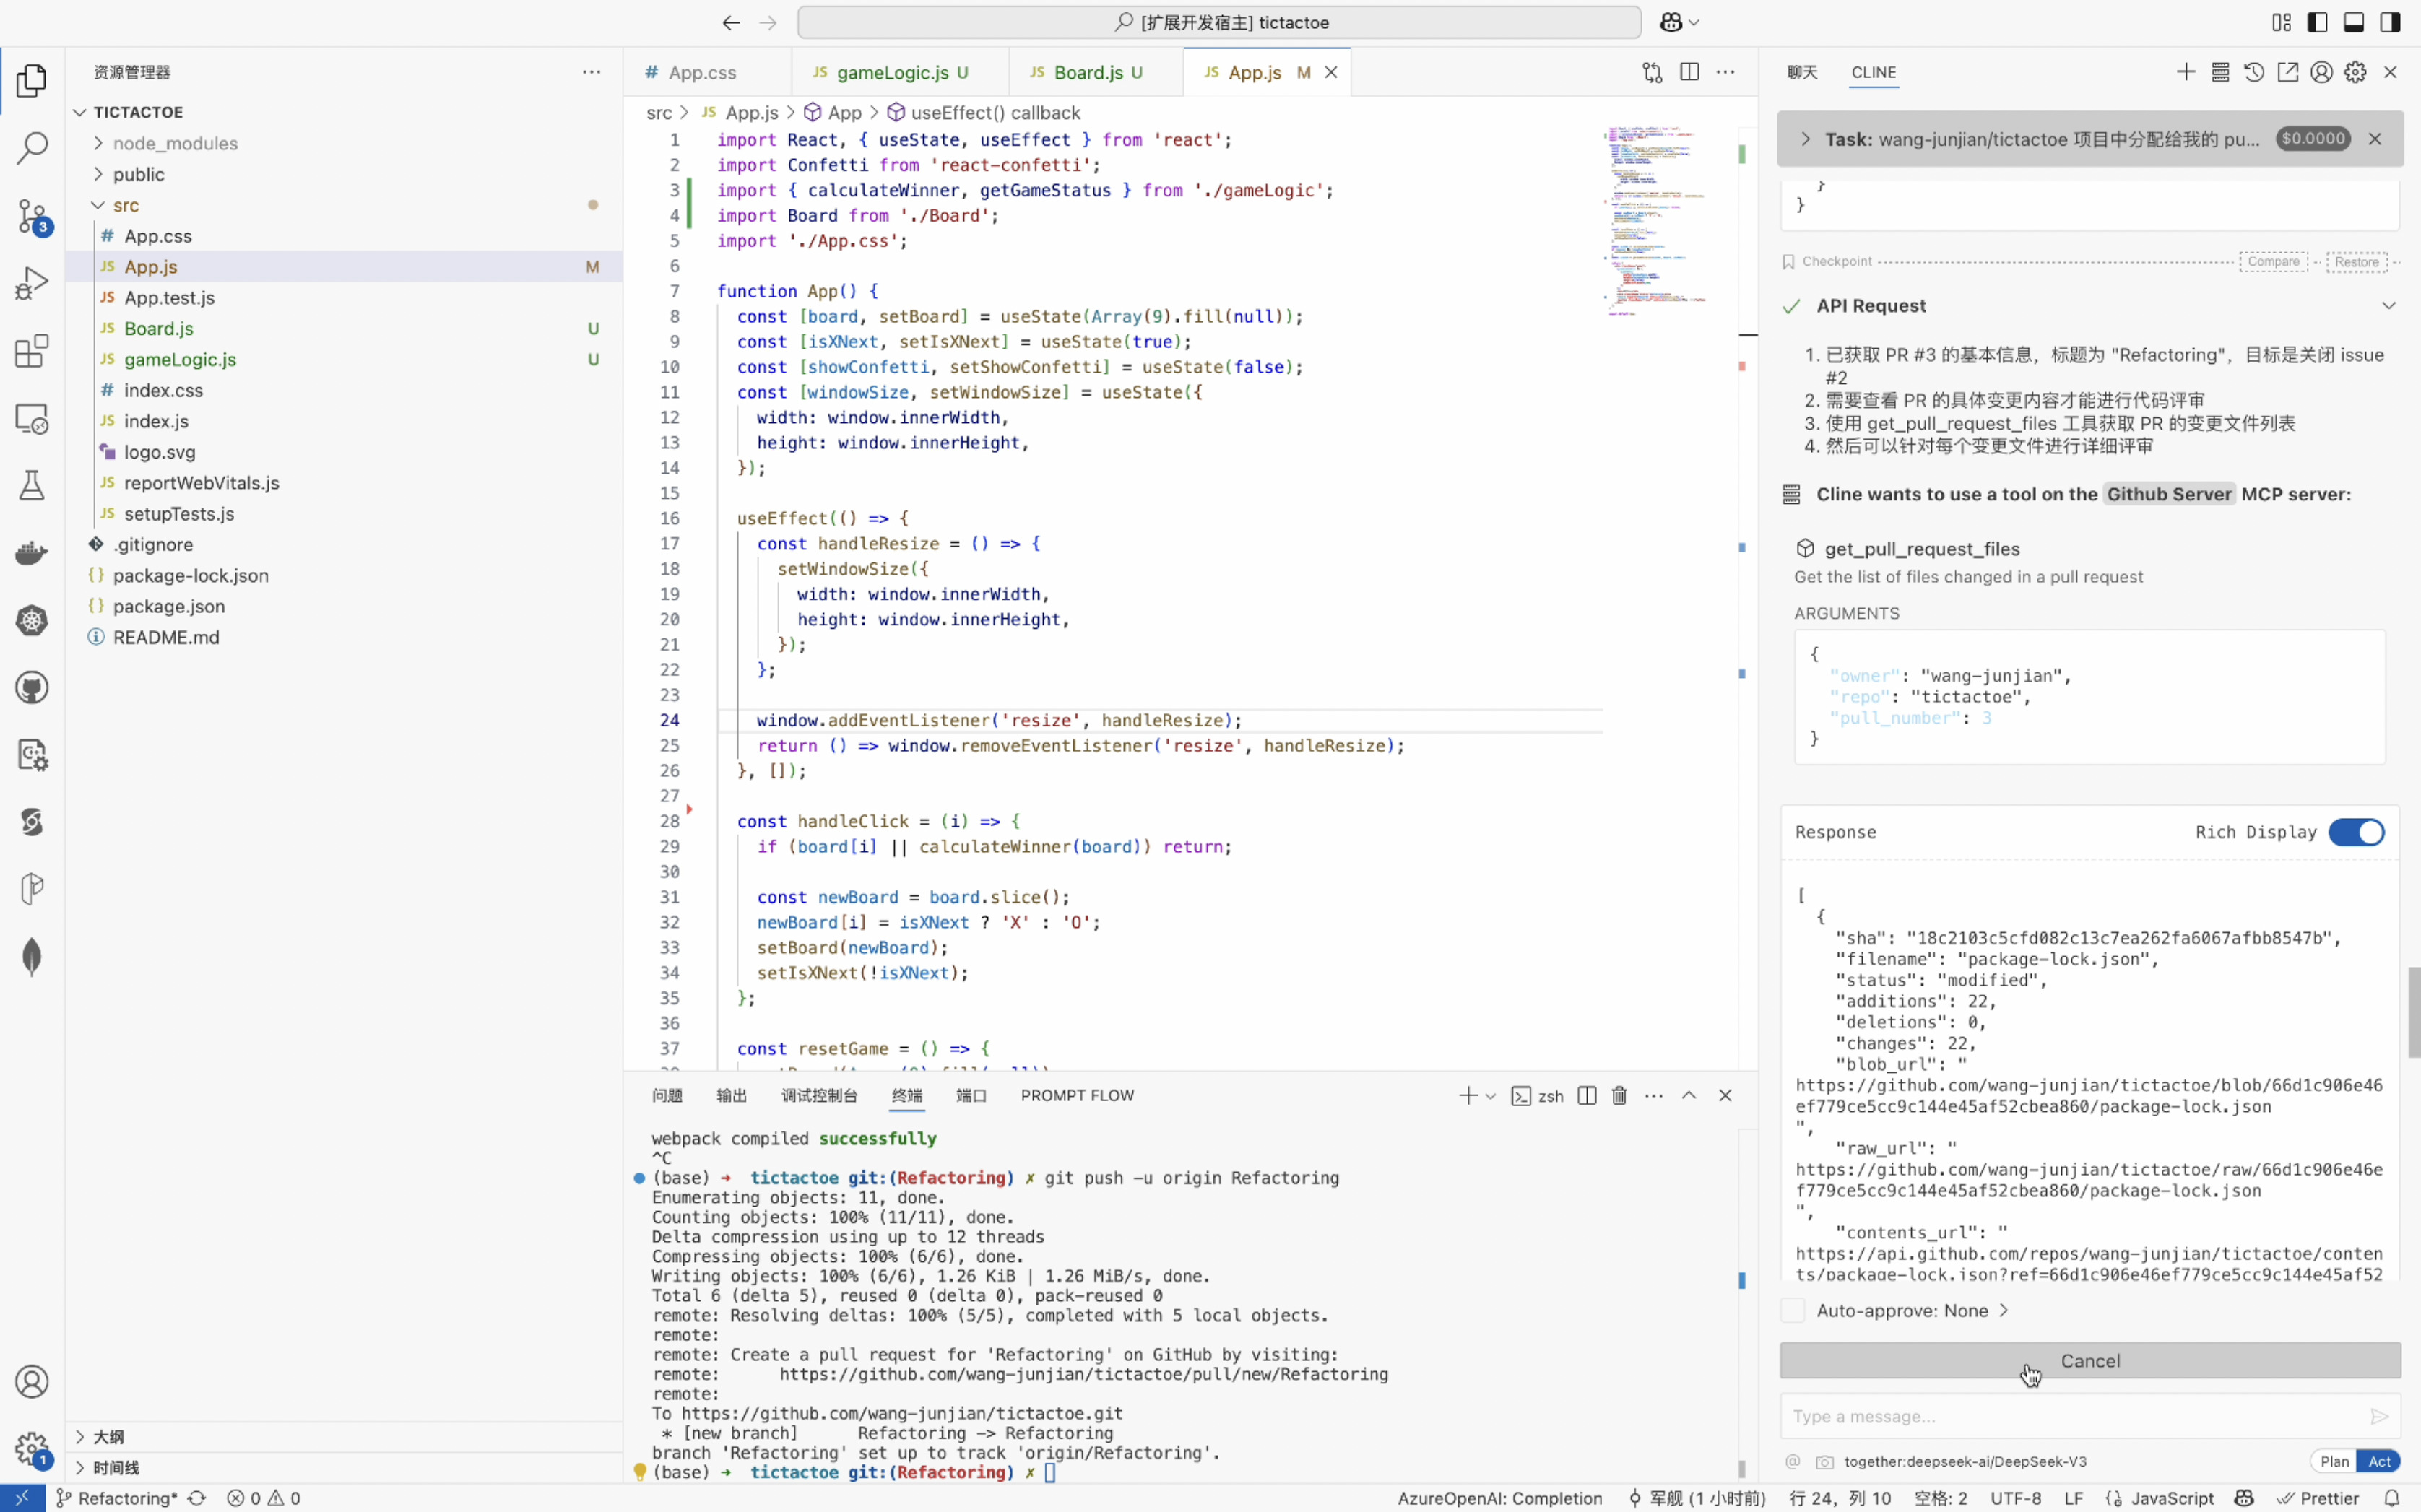 [扩展开发宿主] tictactoe
资源管理器
TICTACTOE
node_modules
public
src
App.css
App.js M
App.test.js
Board.js U
gameLogic.js U
index.css
index.js
logo.svg
reportWebVitals.js
setupTests.js
.gitignore
package-lock.json
package.json
README.md
大纲
时间线
3
1
App.css
gameLogic.js U
Board.js U
App.js M
src > App.js > App > useEffect() callback
1 import React, { useState, useEffect } from 'react';
2 import Confetti from 'react-confetti';
3 import { calculateWinner, getGameStatus } from './gameLogic';
4 import Board from './Board';
5 import './App.css';
6
7 function App() {
8 const [board, setBoard] = useState(Array(9).fill(null));
9 const [isXNext, setIsXNext] = useState(true);
10 const [showConfetti, setShowConfetti] = useState(false);
11 const [windowSize, setWindowSize] = useState({
12 width: window.innerWidth,
13 height: window.innerHeight,
14 });
15
16 useEffect(() => {
17 const handleResize = () => {
18 setWindowSize({
19 width: window.innerWidth,
20 height: window.innerHeight,
21 });
22 };
23
24 window.addEventListener('resize', handleResize);
25 return () => window.removeEventListener('resize', handleResize);
26 }, []);
27
28 const handleClick = (i) => {
29 if (board[i] || calculateWinner(board)) return;
30
31 const newBoard = board.slice();
32 newBoard[i] = isXNext ? 'X' : 'O';
33 setBoard(newBoard);
34 setIsXNext(!isXNext);
35 };
36
37 const resetGame = () => {
问题 输出 调试控制台 终端 端口 PROMPT FLOW
zsh
webpack compiled successfully
^C
(base) → tictactoe git:(Refactoring) ✗ git push -u origin Refactoring
Enumerating objects: 11, done.
Counting objects: 100% (11/11), done.
Delta compression using up to 12 threads
Compressing objects: 100% (6/6), done.
Writing objects: 100% (6/6), 1.26 KiB | 1.26 MiB/s, done.
Total 6 (delta 5), reused 0 (delta 0), pack-reused 0
remote: Resolving deltas: 100% (5/5), completed with 5 local objects.
remote:
remote: Create a pull request for 'Refactoring' on GitHub by visiting:
remote: https://github.com/wang-junjian/tictactoe/pull/new/Refactoring
remote:
To https://github.com/wang-junjian/tictactoe.git
* [new branch] Refactoring -> Refactoring
branch 'Refactoring' set up to track 'origin/Refactoring'.
(base) → tictactoe git:(Refactoring) ✗
聊天 CLINE
Task: wang-junjian/tictactoe 项目中分配给我的 pu... $0.0000
}
}
Checkpoint Compare Restore
API Request
1. 已获取 PR #3 的基本信息，标题为 "Refactoring"，目标是关闭 issue
#2
2. 需要查看 PR 的具体变更内容才能进行代码评审
3. 使用 get_pull_request_files 工具获取 PR 的变更文件列表
4. 然后可以针对每个变更文件进行详细评审
Cline wants to use a tool on the Github Server MCP server:
get_pull_request_files
Get the list of files changed in a pull request
ARGUMENTS
{
"owner": "wang-junjian",
"repo": "tictactoe",
"pull_number": 3
}
Response Rich Display
[
{
"sha": "18c2103c5cfd082c13c7ea262fa6067afbb8547b",
"filename": "package-lock.json",
"status": "modified",
"additions": 22,
"deletions": 0,
"changes": 22,
"blob_url": "
https://github.com/wang-junjian/tictactoe/blob/66d1c906e46
ef779ce5cc9c144e45af52cbea860/package-lock.json
",
"raw_url": "
https://github.com/wang-junjian/tictactoe/raw/66d1c906e46e
f779ce5cc9c144e45af52cbea860/package-lock.json
",
"contents_url": "
https://api.github.com/repos/wang-junjian/tictactoe/conten
ts/package-lock.json?ref=66d1c906e46ef779ce5cc9c144e45af52
Auto-approve: None >
Cancel
Type a message...
@ together:deepseek-ai/DeepSeek-V3
Plan Act
Refactoring* 0 0
AzureOpenAI: Completion 军舰 (1 小时前) 行 24，列 10 空格: 2 UTF-8 LF {} JavaScript Prettier